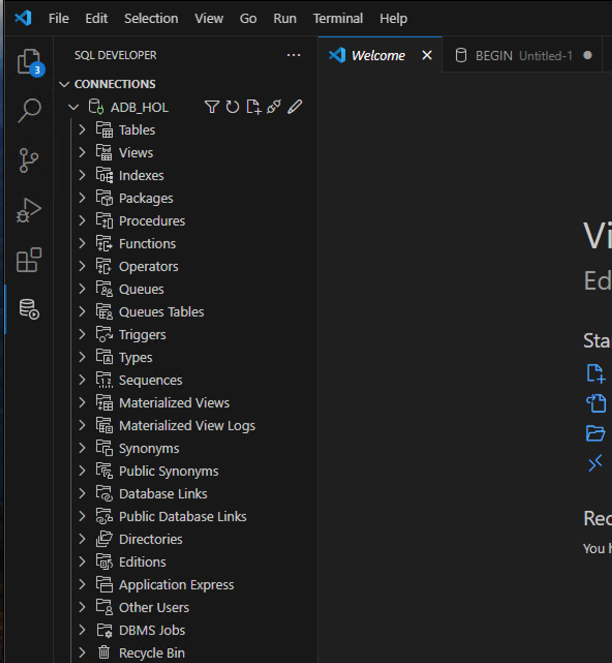 File Edit Selection View Go Run Terminal Help
3
SQL DEVELOPER ...
CONNECTIONS
ADB_HOL
Tables
Views
Indexes
Packages
Procedures
Functions
Operators
Queues
Queues Tables
Triggers
Types
Sequences
Materialized Views
Materialized View Logs
Synonyms
Public Synonyms
Database Links
Public Database Links
Directories
Editions
Application Express
Other Users
DBMS Jobs
Recycle Bin
Welcome BEGIN Untitled-1
Vi
Ed
Sta
Rec
You h